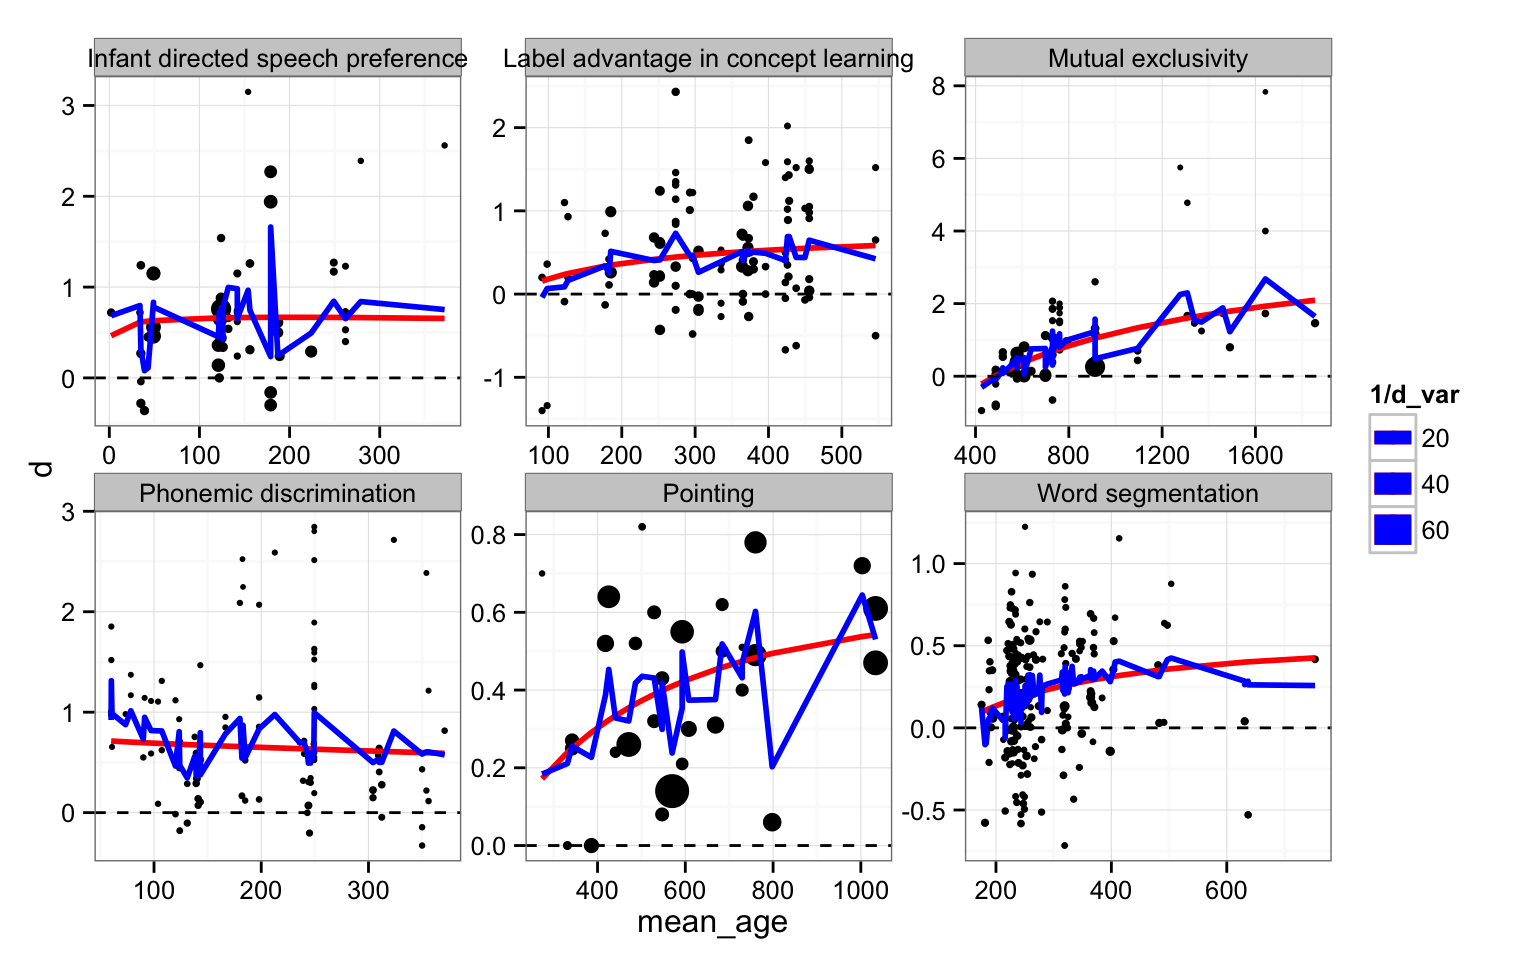 Infant directed speech preference
Label advantage in concept learning
Mutual exclusivity
3
2
1
0
0 100 200 300
2
1
0
-1
100 200 300 400 500
8
6
4
2
0
400 800 1200 1600
d
Phonemic discrimination
Pointing
Word segmentation
3
2
1
0
100 200 300
0.8
0.6
0.4
0.2
0.0
400 600 800 1000
1.0
0.5
0.0
-0.5
200 400 600
mean_age
1/d_var
20
40
60